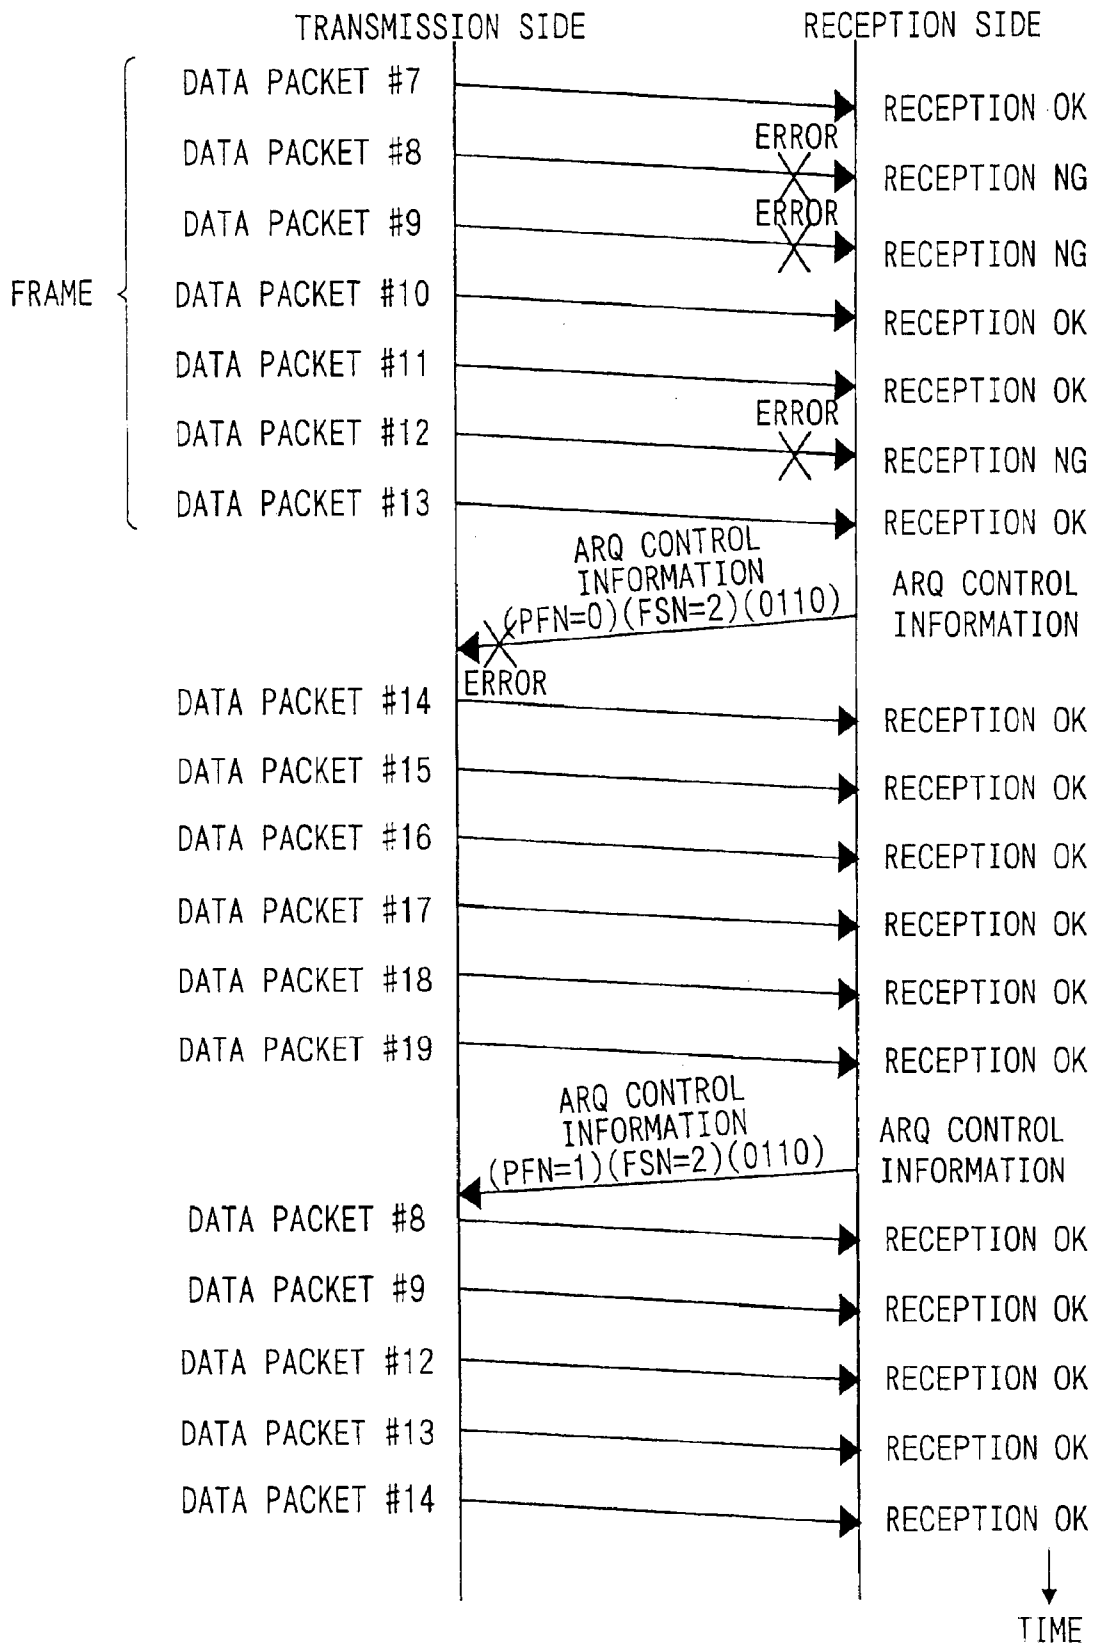 TRANSMISSION SIDE RECEPTION SIDE
DATA PACKET #7 RECEPTION OK
ERROR
DATA PACKET #8 RECEPTION NG
ERROR
DATA PACKET #9 RECEPTION NG
FRAME DATA PACKET #10 RECEPTION OK
DATA PACKET #11 RECEPTION OK
ERROR
DATA PACKET #12 RECEPTION NG
DATA PACKET #13 RECEPTION OK
ARQ CONTROL
INFORMATION
(PFN=0)(FSN=2)(0110)
ARQ CONTROL
INFORMATION
ERROR
DATA PACKET #14 RECEPTION OK
DATA PACKET #15 RECEPTION OK
DATA PACKET #16 RECEPTION OK
DATA PACKET #17 RECEPTION OK
DATA PACKET #18 RECEPTION OK
DATA PACKET #19 RECEPTION OK
ARQ CONTROL
INFORMATION
(PFN=1)(FSN=2)(0110)
ARQ CONTROL
INFORMATION
DATA PACKET #8 RECEPTION OK
DATA PACKET #9 RECEPTION OK
DATA PACKET #12 RECEPTION OK
DATA PACKET #13 RECEPTION OK
DATA PACKET #14 RECEPTION OK
TIME